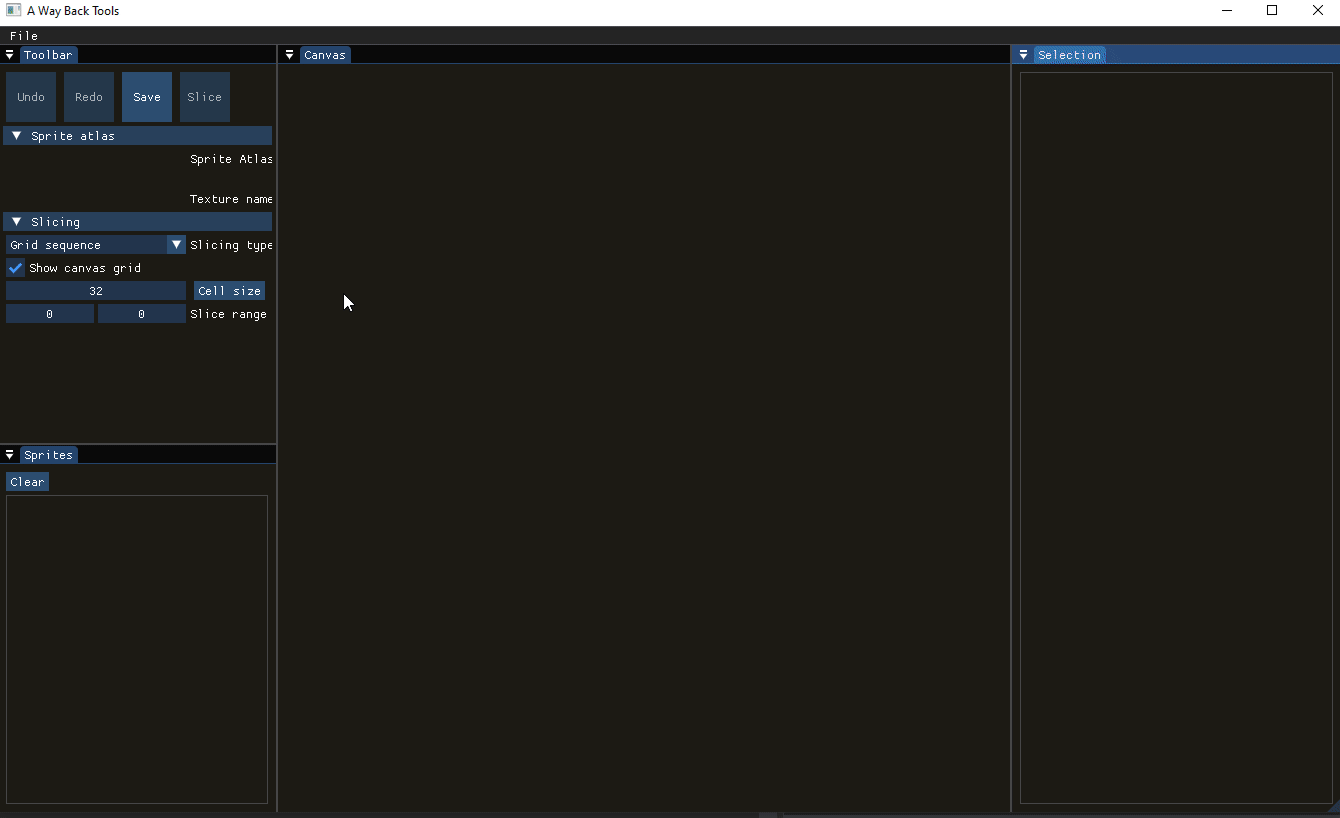 A Way Back Tools
File
Toolbar
Undo Redo Save Slice
Sprite atlas
Sprite Atlas
Texture name
Slicing
Grid sequence Slicing type
Show canvas grid
32 Cell size
0 0 Slice range
Sprites
Clear
Canvas
Selection